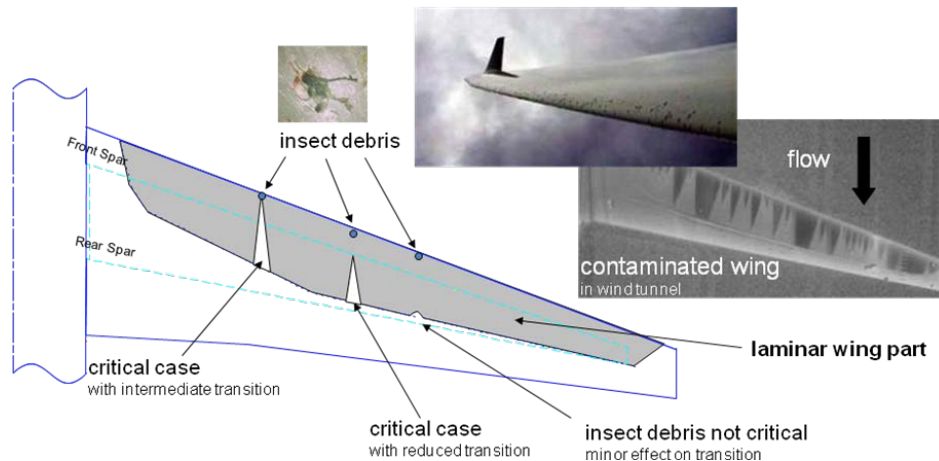 insect debris
flow
Front Spar
Rear Spar
contaminated wing
in wind tunnel
laminar wing part
critical case
with intermediate transition
critical case
with reduced transition
insect debris not critical
minor effect on transition